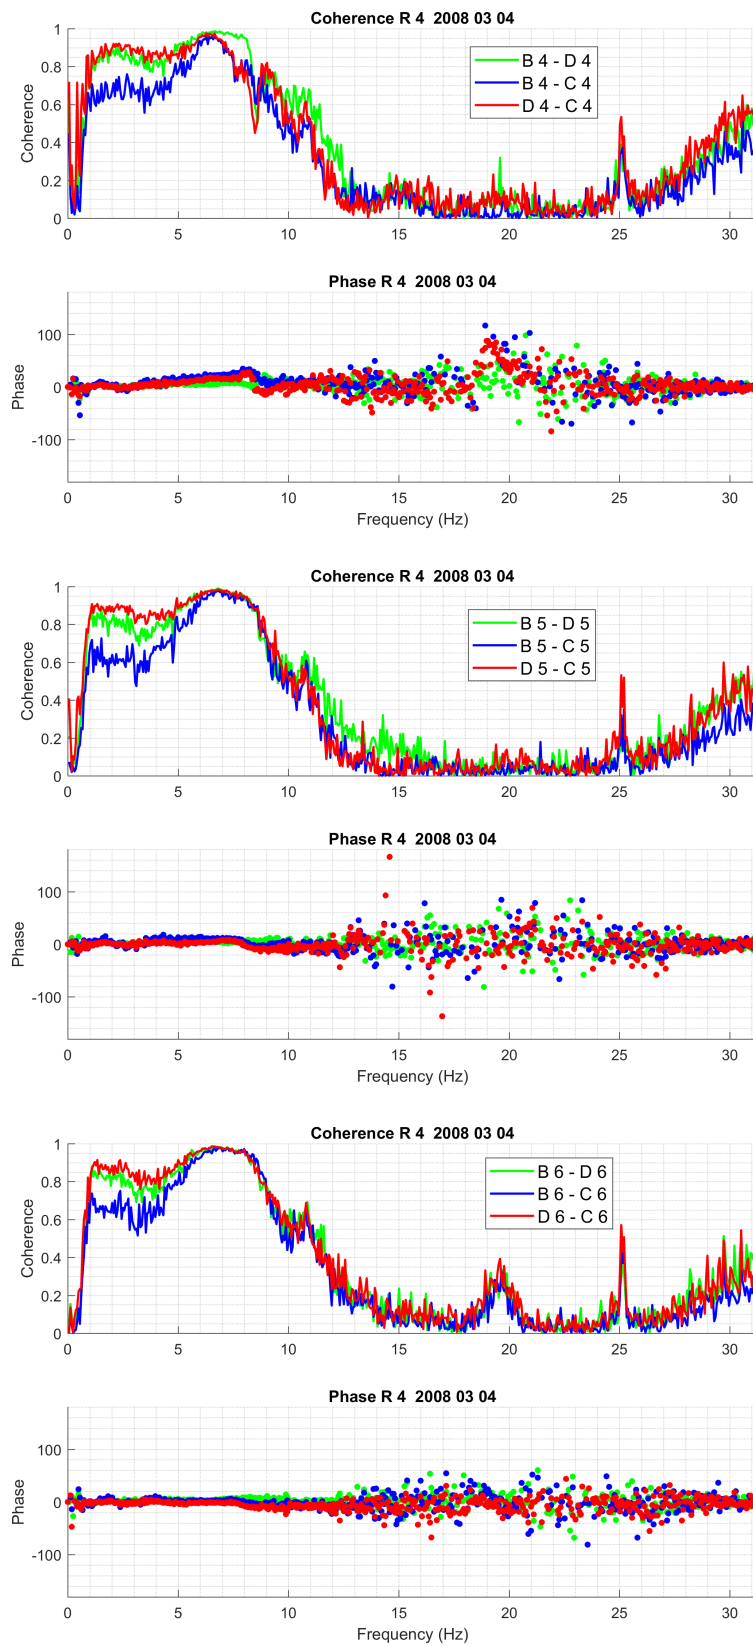 Coherence R 4  2008 03 04
1
0.8
0.6
0.4
0.2
0
Coherence
B 4 - D 4
B 4 - C 4
D 4 - C 4
0 5 10 15 20 25 30
Phase R 4  2008 03 04
100
0
-100
Phase
0 5 10 15 20 25 30
Frequency (Hz)
Coherence R 4  2008 03 04
1
0.8
0.6
0.4
0.2
0
Coherence
B 5 - D 5
B 5 - C 5
D 5 - C 5
0 5 10 15 20 25 30
Phase R 4  2008 03 04
100
0
-100
Phase
0 5 10 15 20 25 30
Frequency (Hz)
Coherence R 4  2008 03 04
1
0.8
0.6
0.4
0.2
0
Coherence
B 6 - D 6
B 6 - C 6
D 6 - C 6
0 5 10 15 20 25 30
Phase R 4  2008 03 04
100
0
-100
Phase
0 5 10 15 20 25 30
Frequency (Hz)